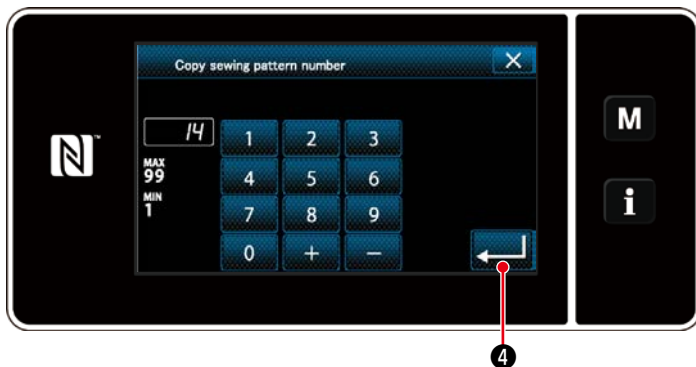 Copy sewing pattern number
14
MAX
99
MIN
1
1 2 3
4 5 6
7 8 9
0 + −
M
i
N
4